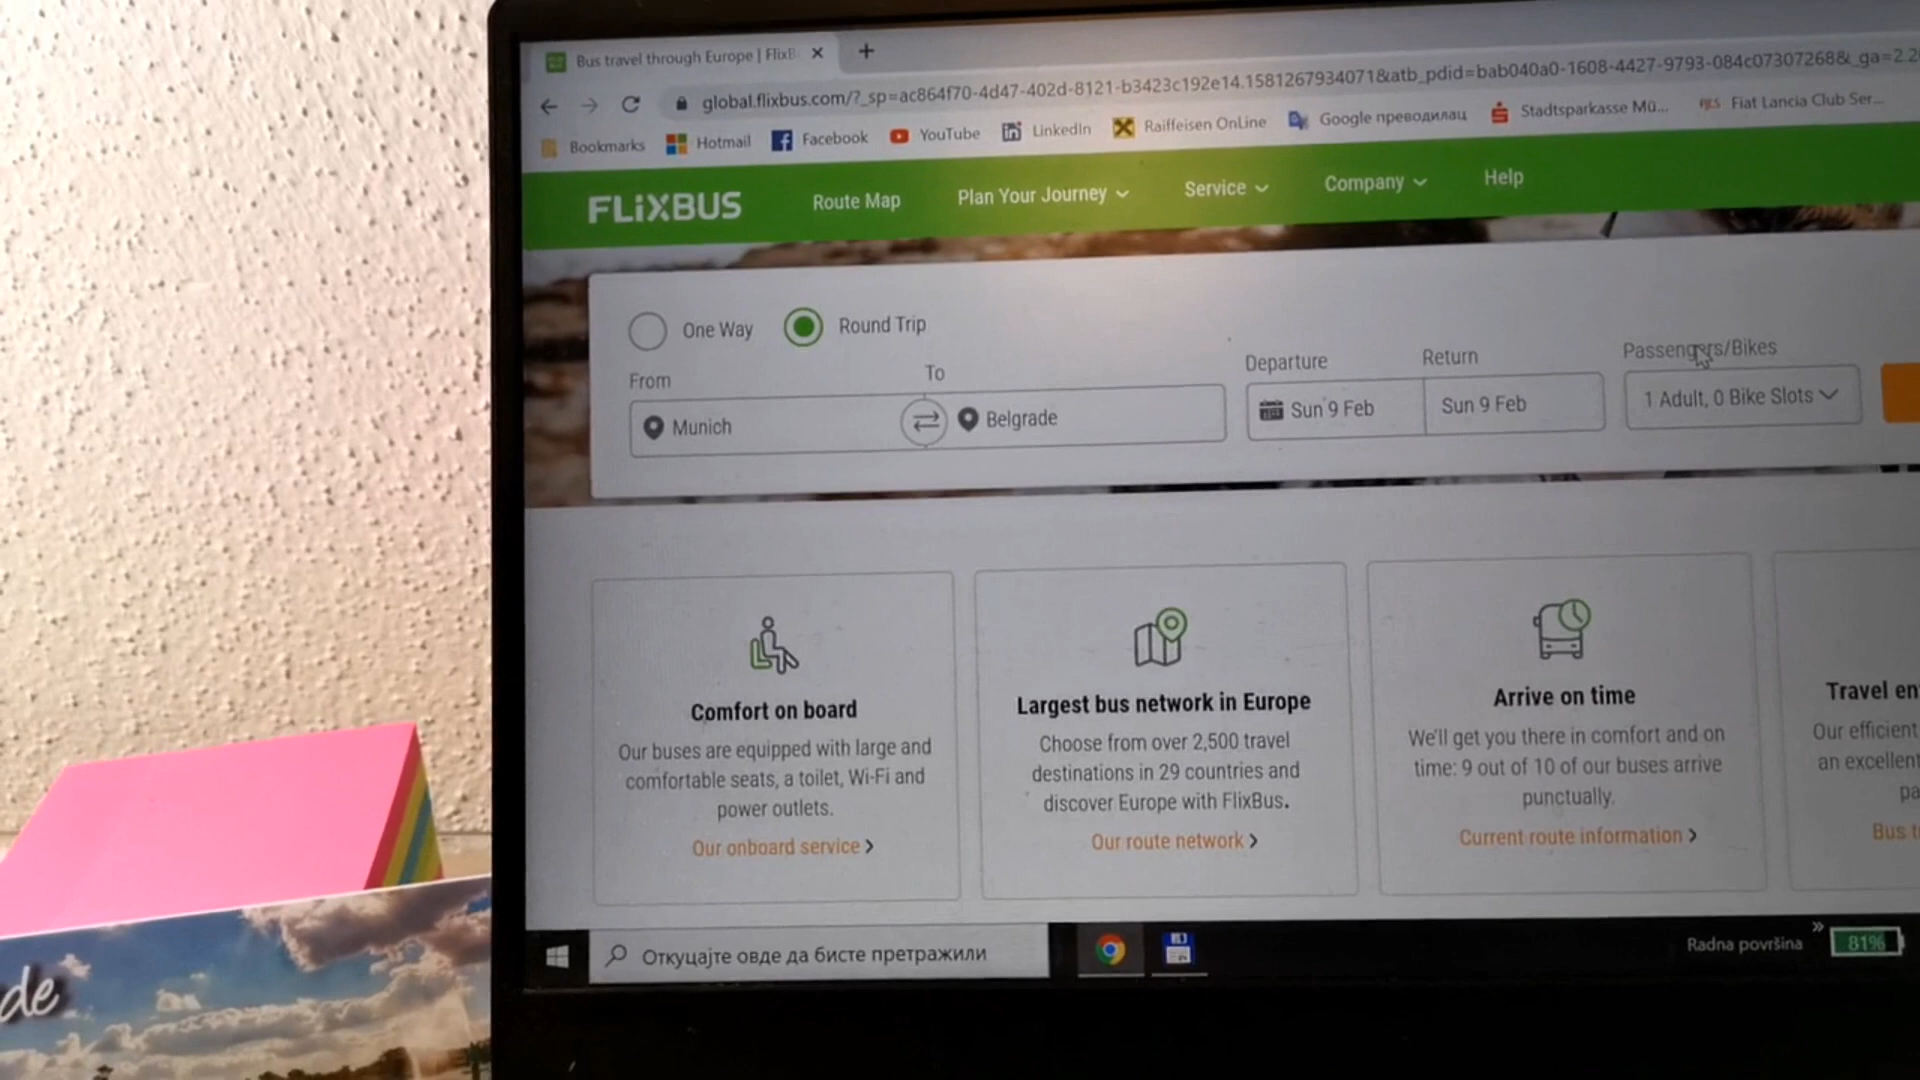 Bus travel through Europe | FlixB
global.flixbus.com/?_sp=ac864f70-4d47-402d-8121-b3423c192e14.1581267934071&atb_pdid=bab040a0-1608-4427-9793-084c07307268&_ga=2.2
Bookmarks Hotmail Facebook YouTube LinkedIn Raiffeisen OnLine Google преводилац Stadtsparkasse Mü... Fiat Lancia Club Ser...
FLiXBUS Route Map Plan Your Journey Service Company Help
One Way Round Trip
From To Departure Return Passengers/Bikes
Munich Belgrade Sun 9 Feb Sun 9 Feb 1 Adult, 0 Bike Slots
Comfort on board
Our buses are equipped with large and
comfortable seats, a toilet, Wi-Fi and
power outlets.
Our onboard service
Largest bus network in Europe
Choose from over 2,500 travel
destinations in 29 countries and
discover Europe with FlixBus.
Our route network
Arrive on time
We'll get you there in comfort and on
time: 9 out of 10 of our buses arrive
punctually.
Current route information
Travel en
Our efficient
an excellent
pa
Bus t
Откуцајте овде да бисте претражили
Radna površina
81%
de